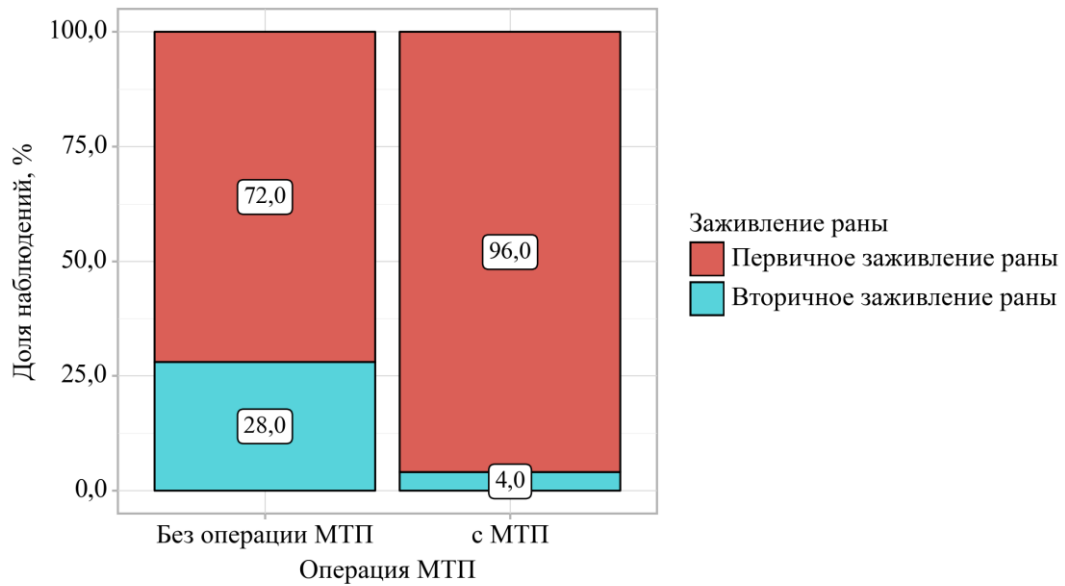 Доля наблюдений, %
100,0
75,0
50,0
25,0
0,0
72,0
28,0
96,0
4,0
Без операции МТП
с МТП
Операция МТП
Заживление раны
Первичное заживление раны
Вторичное заживление раны